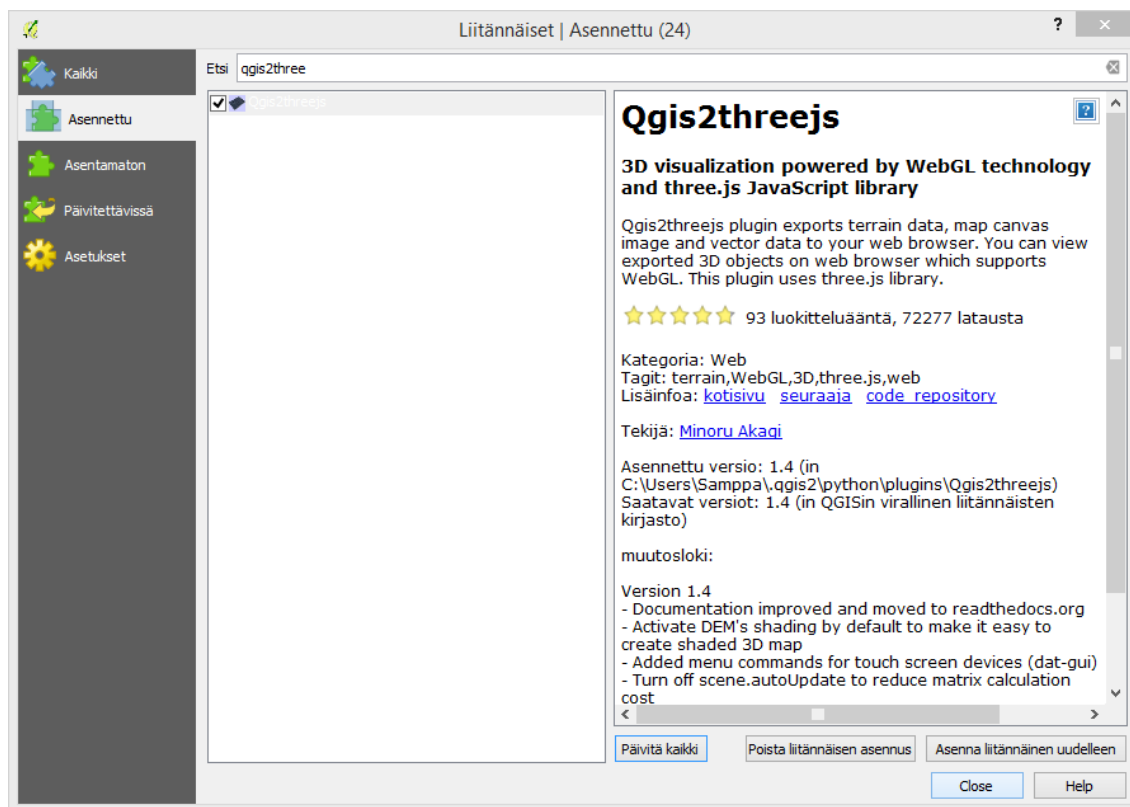 Liitännäiset | Asennettu (24)
?
Kaikki
Asennettu
Asentamaton
Päivitettävissä
Asetukset
Etsi qgis2three
Qgis2threejs
Qgis2threejs
3D visualization powered by WebGL technology
and three.js JavaScript library
Qgis2threejs plugin exports terrain data, map canvas
image and vector data to your web browser. You can view
exported 3D objects on web browser which supports
WebGL. This plugin uses three.js library.
93 luokitteluääntä, 72277 latausta
Kategoria: Web
Tagit: terrain,WebGL,3D,three.js,web
Lisäinfoa: kotisivu seuraaja code_repository
Tekijä: Minoru Akagi
Asennettu versio: 1.4 (in
C:\Users\Samppa\.qgis2\python\plugins\Qgis2threejs)
Saatavat versiot: 1.4 (in QGISin virallinen liitännäisten
kirjasto)
muutosloki:
Version 1.4
- Documentation improved and moved to readthedocs.org
- Activate DEM's shading by default to make it easy to
create shaded 3D map
- Added menu commands for touch screen devices (dat-gui)
- Turn off scene.autoUpdate to reduce matrix calculation
cost
Päivitä kaikki
Poista liitännäisen asennus
Asenna liitännäinen uudelleen
Close
Help